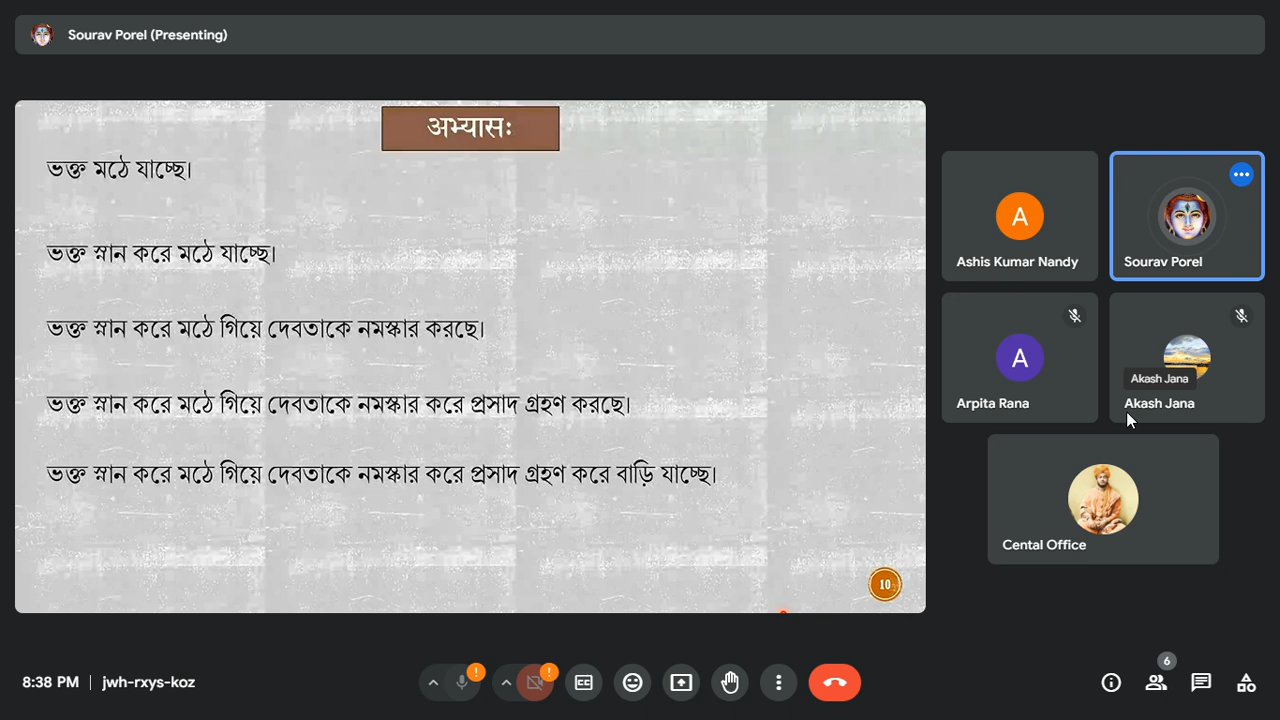 Sourav Porel (Presenting)
अभ्यासः
ভক্ত মঠে যাচ্ছে।
ভক্ত স্নান করে মঠে যাচ্ছে।
ভক্ত স্নান করে মঠে গিয়ে দেবতাকে নমস্কার করছে।
ভক্ত স্নান করে মঠে গিয়ে দেবতাকে নমস্কার করে প্রসাদ গ্রহণ করছে।
ভক্ত স্নান করে মঠে গিয়ে দেবতাকে নমস্কার করে প্রসাদ গ্রহণ করে বাড়ি যাচ্ছে।
10
A
Ashis Kumar Nandy
Sourav Porel
A
Arpita Rana
Akash Jana
Akash Jana
Cental Office
8:38 PM | jwh-rxys-koz
CC
6